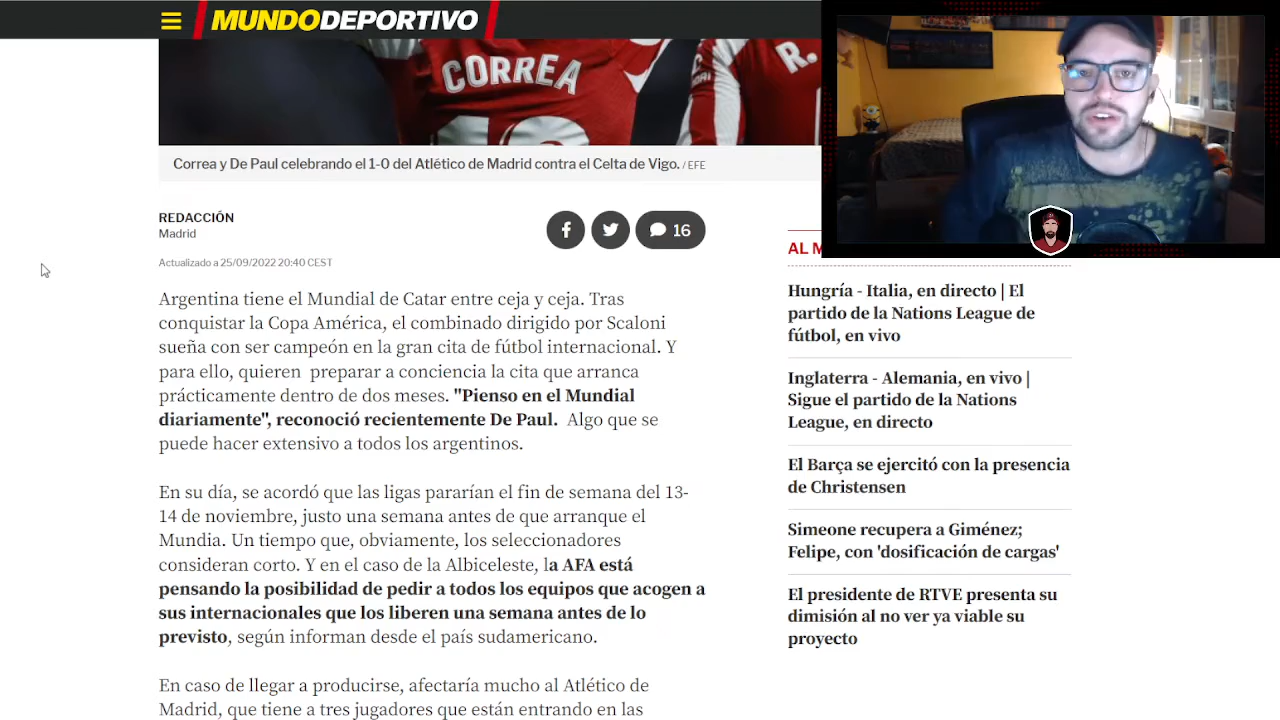 MUNDODEPORTIVO
CORREA
R.
Correa y De Paul celebrando el 1-0 del Atlético de Madrid contra el Celta de Vigo. / EFE
REDACCIÓN
Madrid
16
Actualizado a 25/09/2022 20:40 CEST
Argentina tiene el Mundial de Catar entre ceja y ceja. Tras
conquistar la Copa América, el combinado dirigido por Scaloni
sueña con ser campeón en la gran cita de fútbol internacional. Y
para ello, quieren preparar a conciencia la cita que arranca
prácticamente dentro de dos meses. "Pienso en el Mundial
diariamente", reconoció recientemente De Paul. Algo que se
puede hacer extensivo a todos los argentinos.
En su día, se acordó que las ligas pararían el fin de semana del 13-
14 de noviembre, justo una semana antes de que arranque el
Mundia. Un tiempo que, obviamente, los seleccionadores
consideran corto. Y en el caso de la Albiceleste, la AFA está
pensando la posibilidad de pedir a todos los equipos que acogen a
sus internacionales que los liberen una semana antes de lo
previsto, según informan desde el país sudamericano.
En caso de llegar a producirse, afectaría mucho al Atlético de
Madrid, que tiene a tres jugadores que están entrando en las
AL M
Hungría - Italia, en directo | El
partido de la Nations League de
fútbol, en vivo
Inglaterra - Alemania, en vivo |
Sigue el partido de la Nations
League, en directo
El Barça se ejercitó con la presencia
de Christensen
Simeone recupera a Giménez;
Felipe, con 'dosificación de cargas'
El presidente de RTVE presenta su
dimisión al no ver ya viable su
proyecto